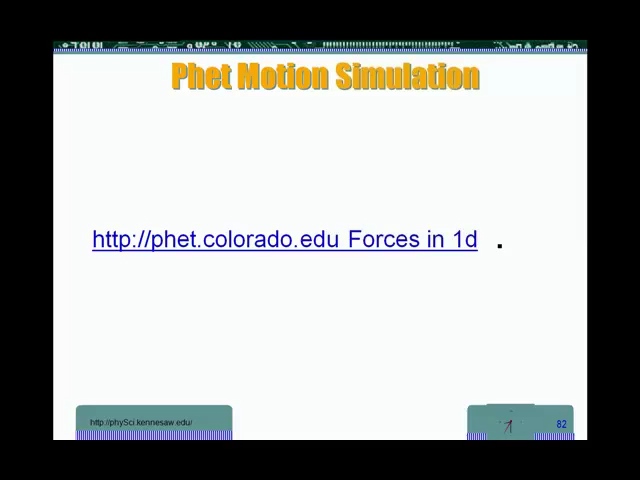 Phet Motion Simulation
http://phet.colorado.edu Forces in 1d .
http://phySci.kennesaw.edu/
82